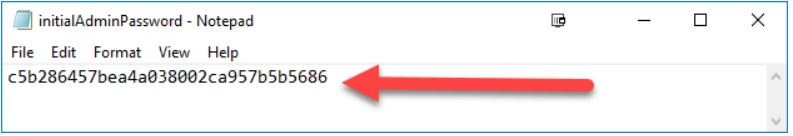 initialAdminPassword - Notepad
File Edit Format View Help
c5b286457bea4a038002ca957b5b5686